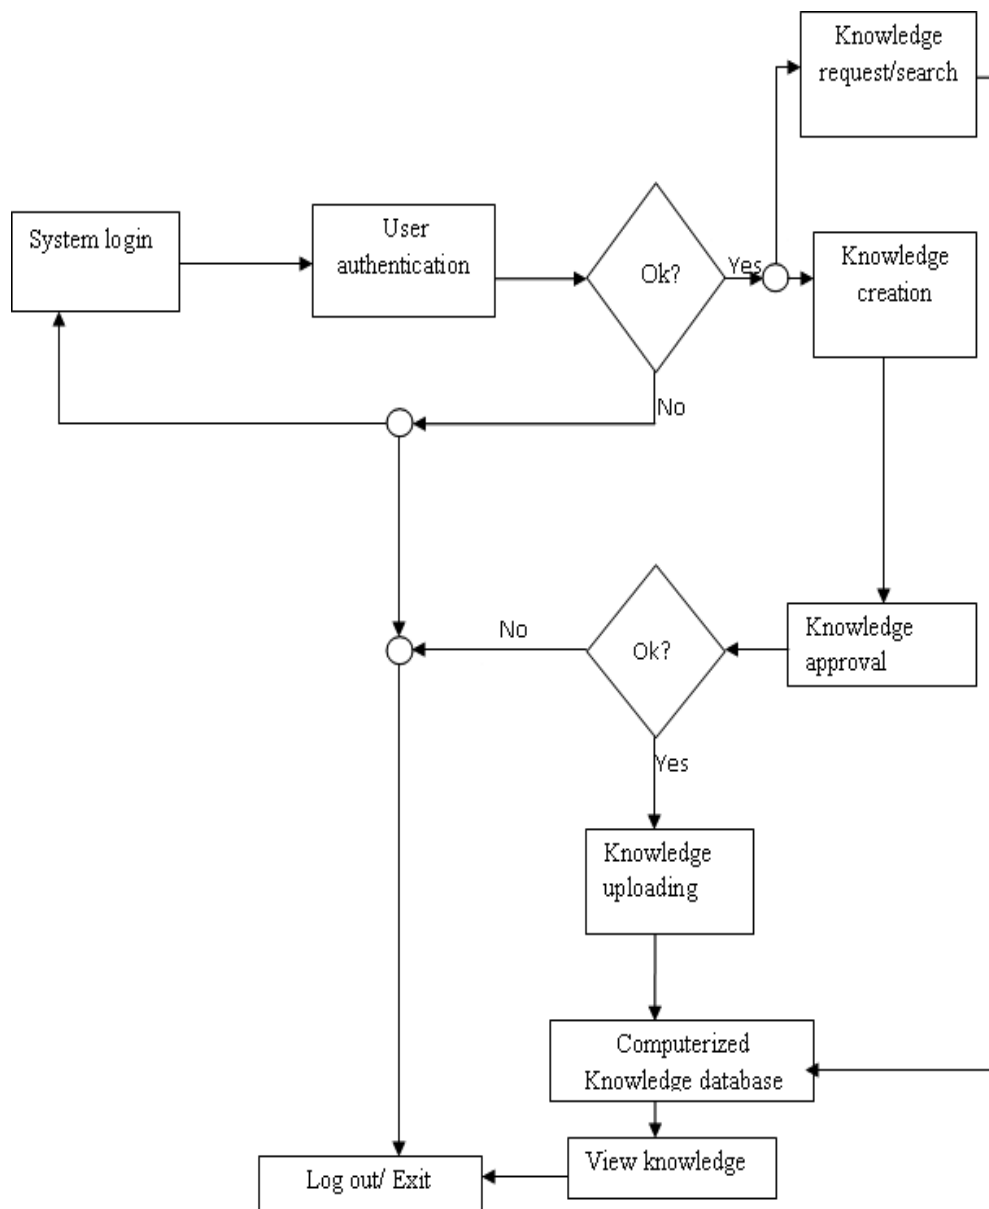 Knowledge
request/search
System login
User
authentication
Ok?
Yes
Knowledge
creation
No
Knowledge
approval
Ok?
No
Yes
Knowledge
uploading
Computerized
Knowledge database
View knowledge
Log out/ Exit